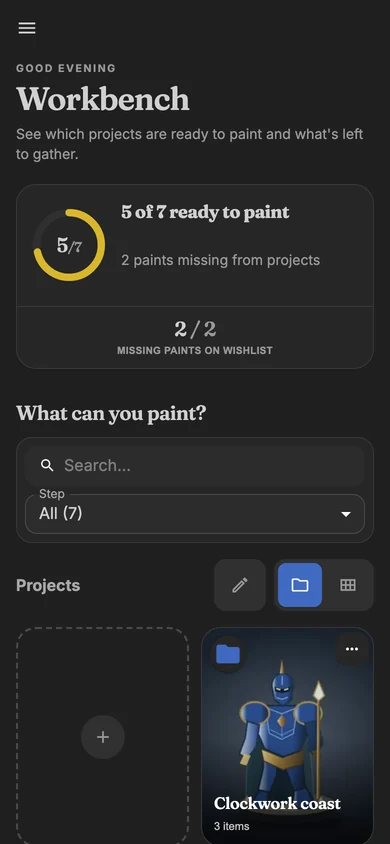 GOOD EVENING
Workbench
See which projects are ready to paint and what's left
to gather.
5/7
5 of 7 ready to paint
2 paints missing from projects
2 / 2
MISSING PAINTS ON WISHLIST
What can you paint?
Search...
Step
All (7)
Projects
Clockwork coast
3 items